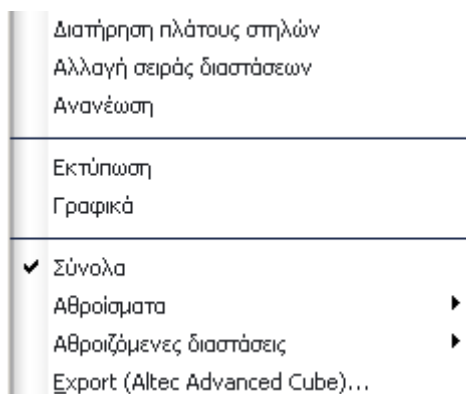 Διατήρηση πλάτους στηλών
Αλλαγή σειράς διαστάσεων
Ανανέωση
Εκτύπωση
Γραφικά
Σύνολα
Αθροίσματα
Αθροιζόμενες διαστάσεις
Export (Altec Advanced Cube)...